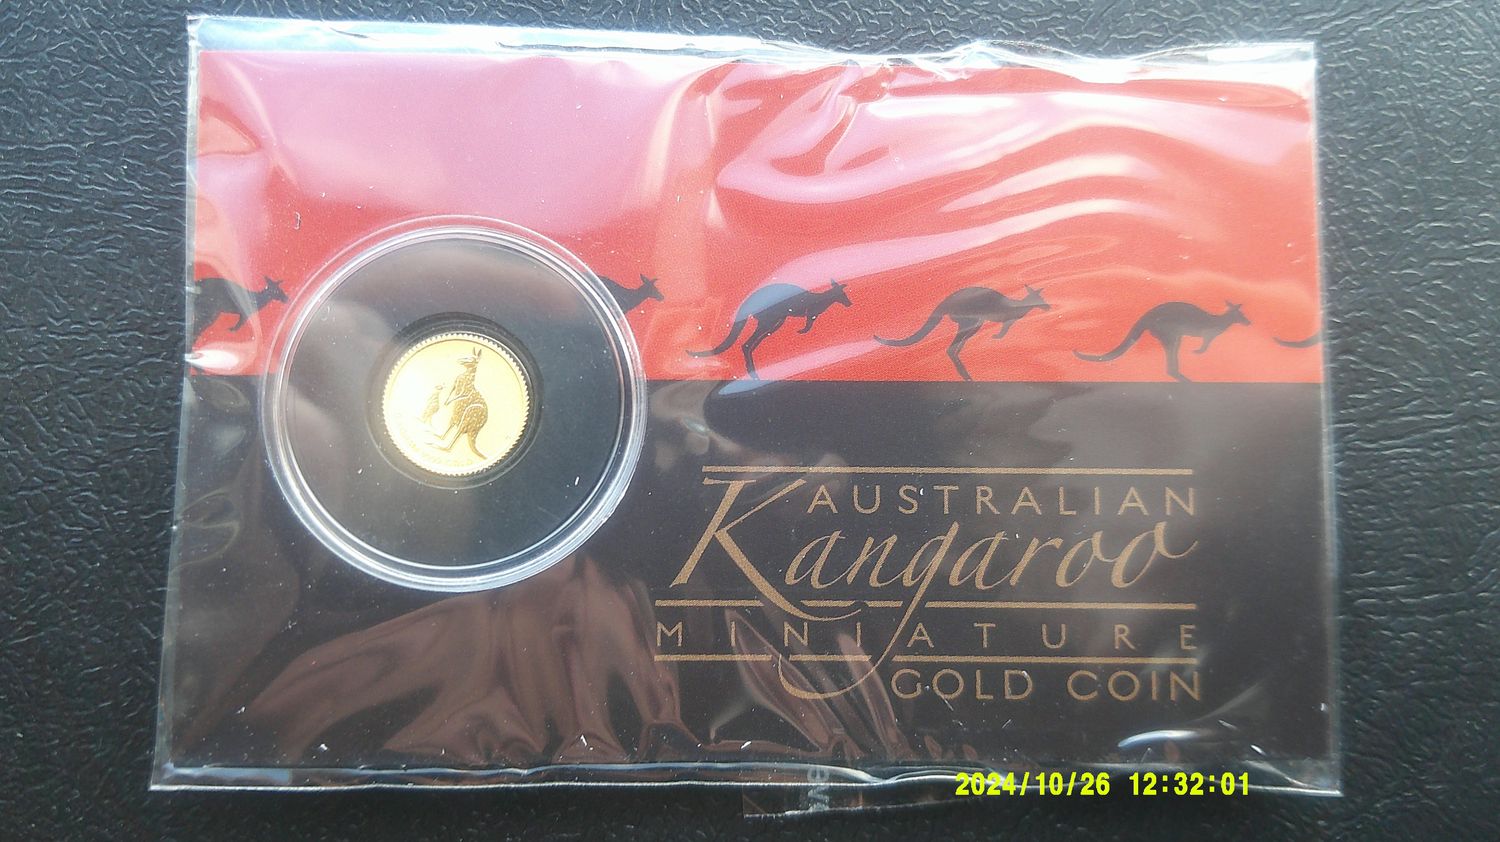 AUSTRALIAN
Kangaroo
MINIATURE
GOLD COIN
2024/10/26 12:32:01